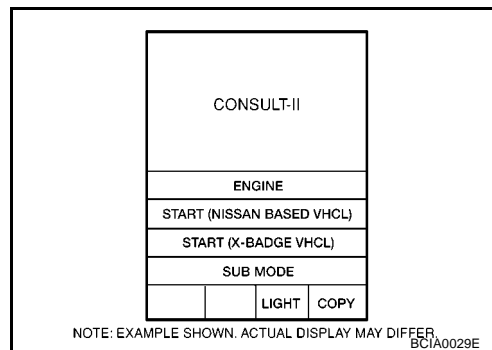 CONSULT-II
ENGINE
START (NISSAN BASED VHCL)
START (X-BADGE VHCL)
SUB MODE
LIGHT COPY
NOTE: EXAMPLE SHOWN. ACTUAL DISPLAY MAY DIFFER.
BCIA0029E